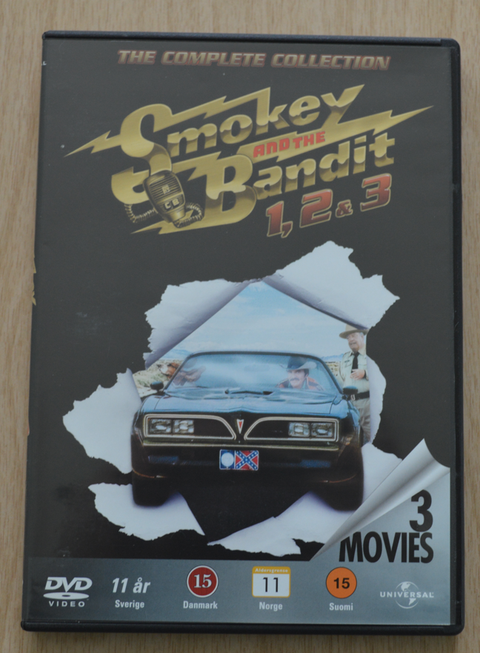 THE COMPLETE COLLECTION
Smokey
AND THE
Bandit
1, 2 & 3
3
MOVIES
DVD
VIDEO
11 år
Sverige
15
Danmark
Aldersgrense
11
Norge
15
Suomi
UNIVERSAL